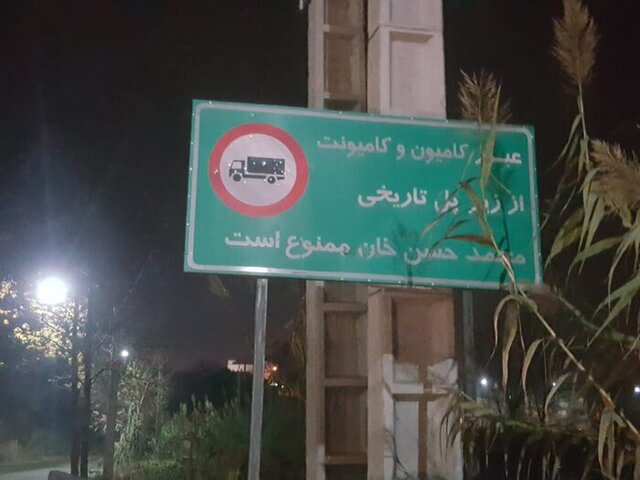 عبور کامیون و کامیونت
از زیر پل تاریخی
محمد حسن خان ممنوع است